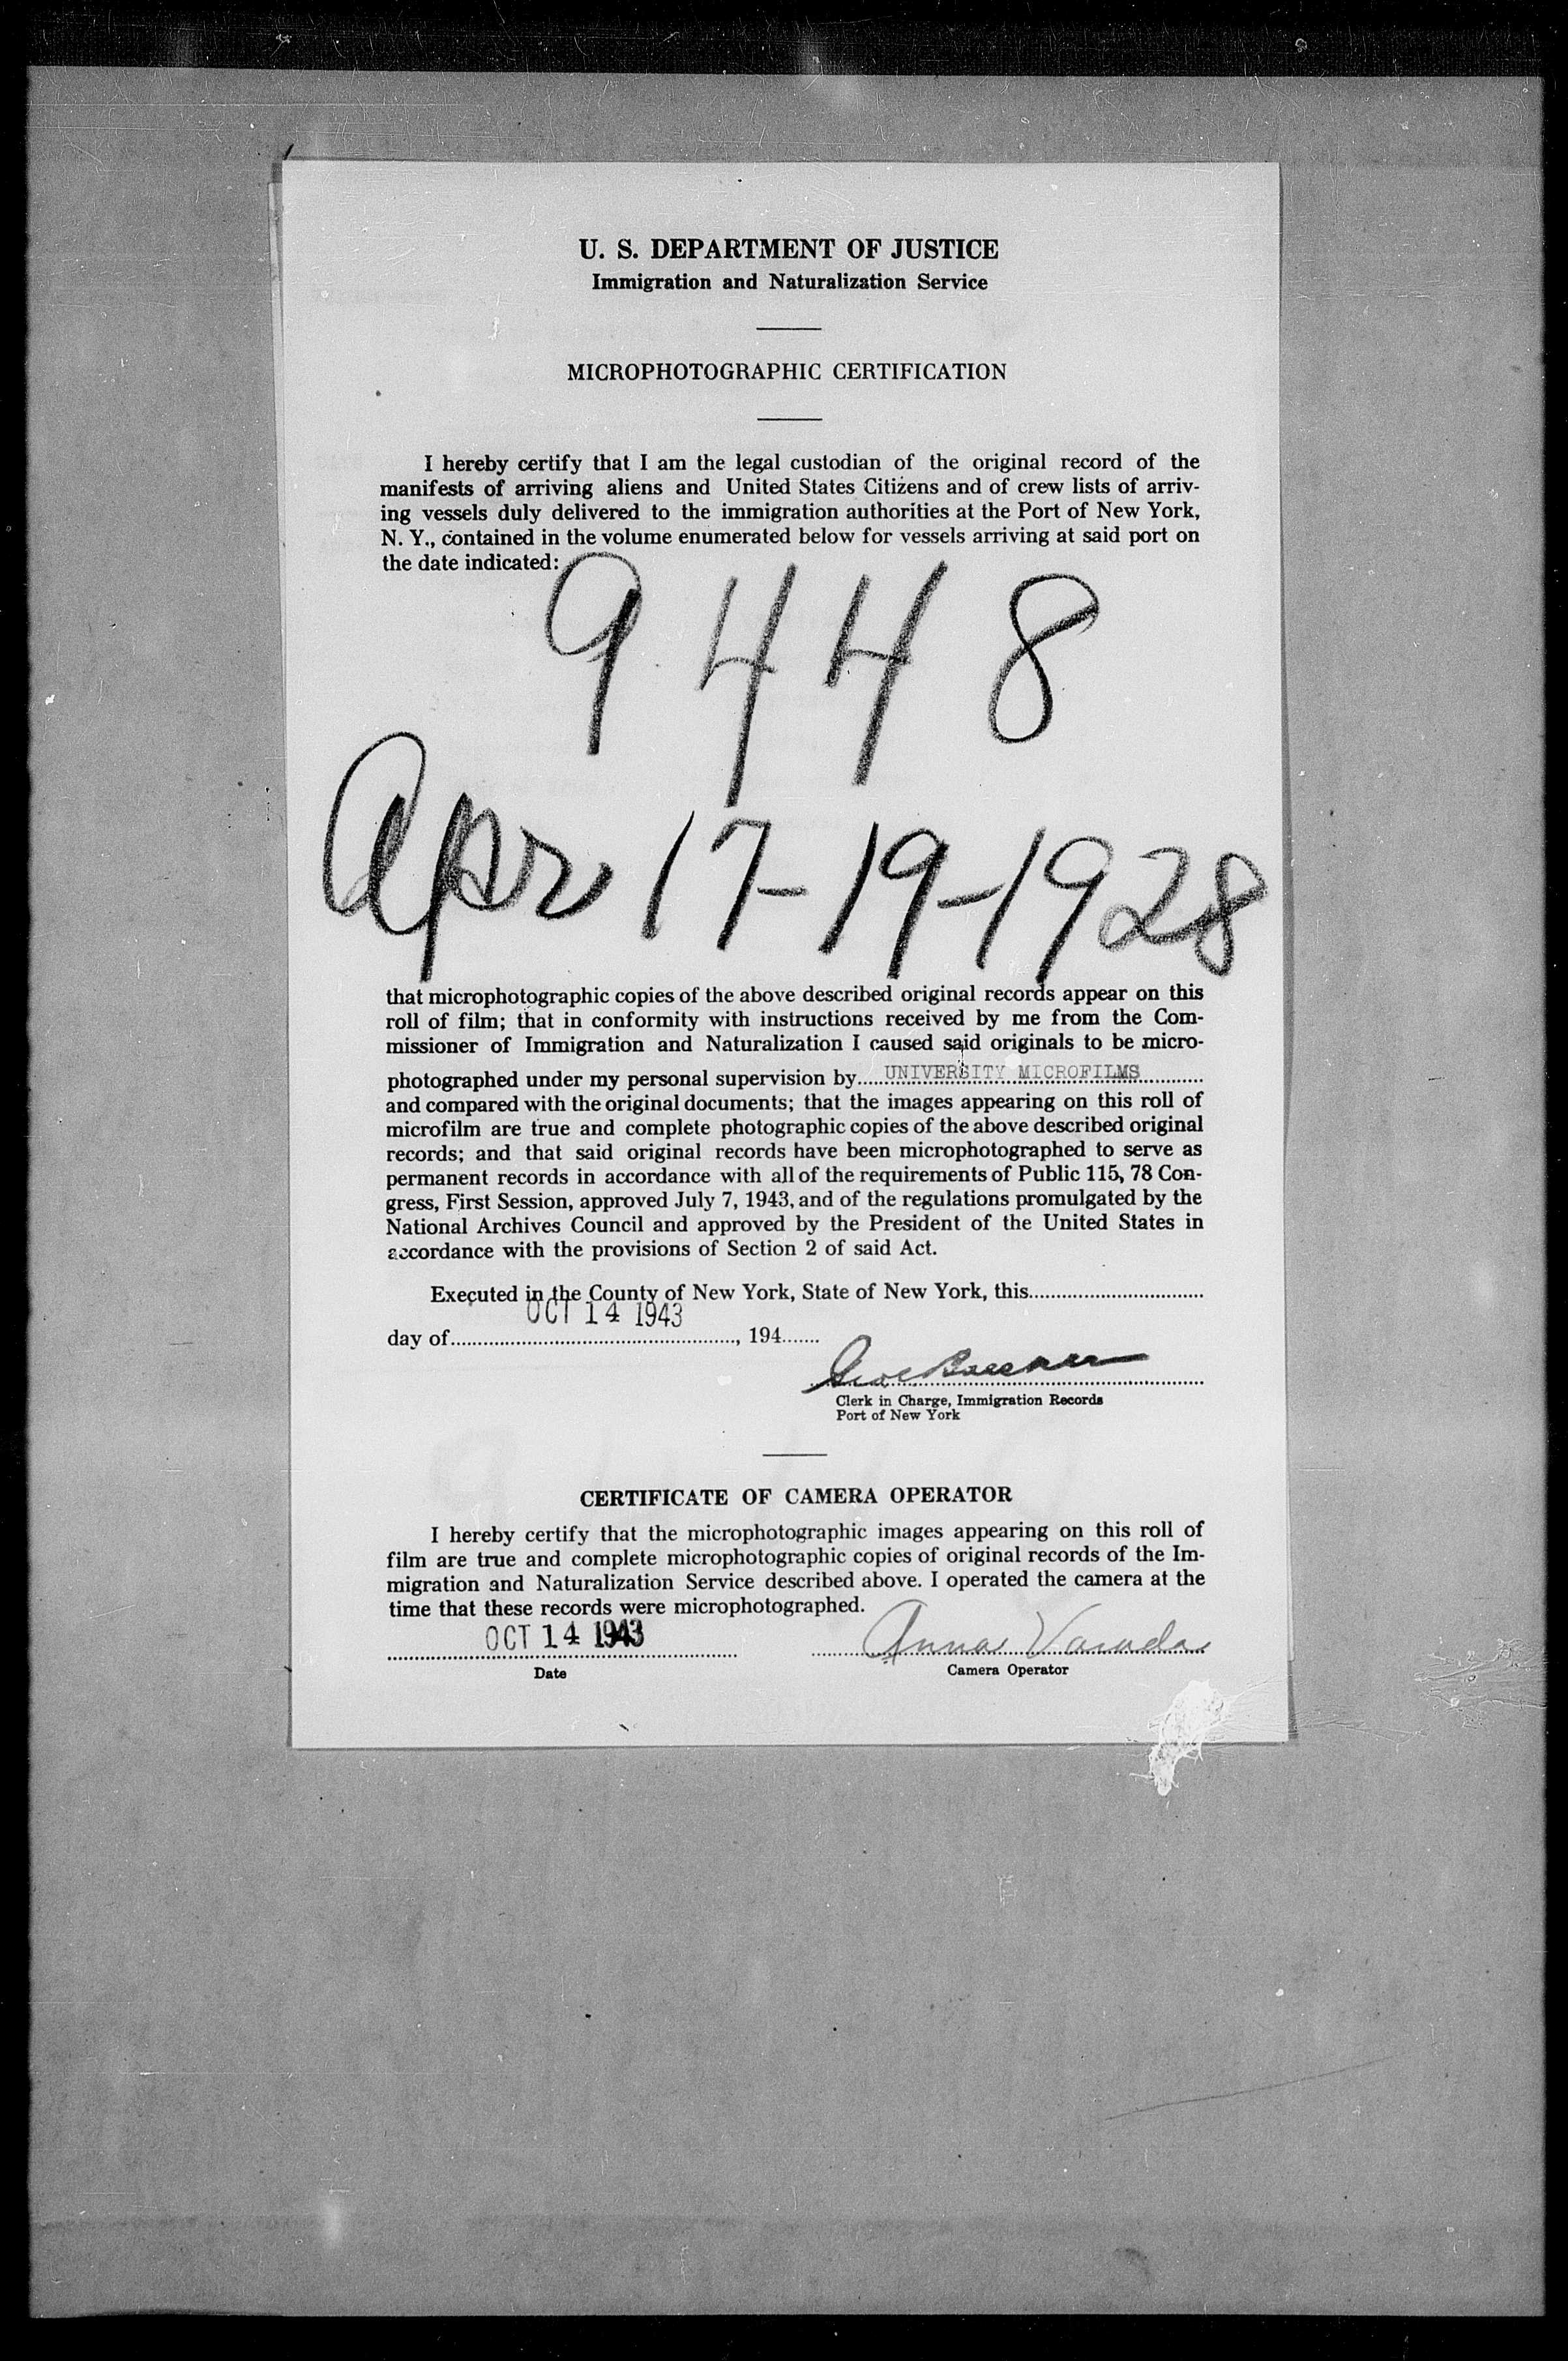 U. S. DEPARTMENT OF JUSTICE
Immigration and Naturalization Service
MICROPHOTOGRAPHIC CERTIFICATION
I hereby certify that I am the legal custodian of the original record of the
manifests of arriving aliens and United States Citizens and of crew lists of arriv-
ing vessels duly delivered to the immigration authorities at the Port of New York,
N. Y., contained in the volume enumerated below for vessels arriving at said port on
the date indicated:
9448
Apr 17-19-1928
that microphotographic copies of the above described original records appear on this
roll of film; that in conformity with instructions received by me from the Com-
missioner of Immigration and Naturalization I caused said originals to be micro-
photographed under my personal supervision by UNIVERSITY MICROFILMS
and compared with the original documents; that the images appearing on this roll of
microfilm are true and complete photographic copies of the above described original
records; and that said original records have been microphotographed to serve as
permanent records in accordance with all of the requirements of Public 115, 78 Con-
gress, First Session, approved July 7, 1943, and of the regulations promulgated by the
National Archives Council and approved by the President of the United States in
accordance with the provisions of Section 2 of said Act.
Executed in the County of New York, State of New York, this
OCT 14 1943
day of , 194
Clerk in Charge, Immigration Records
Port of New York
CERTIFICATE OF CAMERA OPERATOR
I hereby certify that the microphotographic images appearing on this roll of
film are true and complete microphotographic copies of original records of the Im-
migration and Naturalization Service described above. I operated the camera at the
time that these records were microphotographed.
OCT 14 1943 Anna
Date Camera Operator